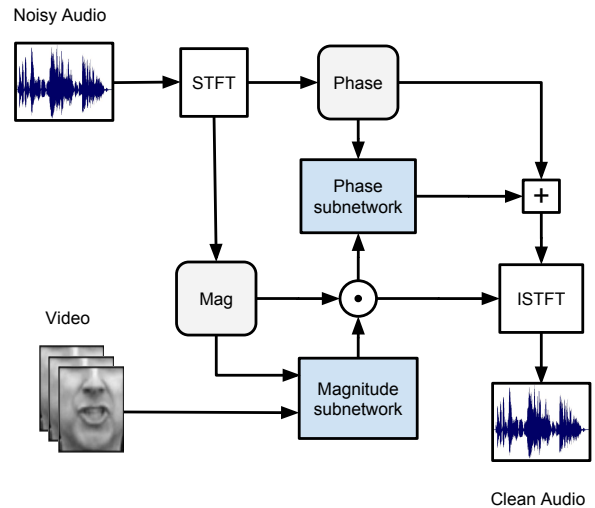 Noisy Audio
STFT
Phase
Phase
subnetwork
+
Mag
ISTFT
Video
Magnitude
subnetwork
Clean Audio